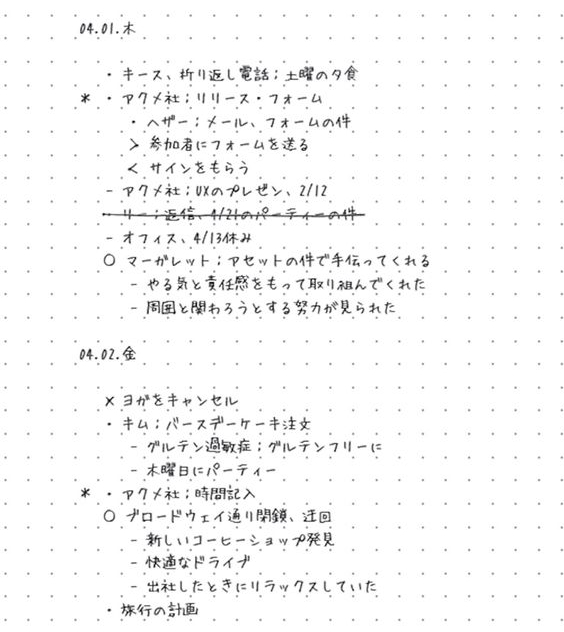 04.01.木
・キース、折り返し電話；土曜の夕食
* ・アクメ社；リリース・フォーム
・ヘザー；メール、フォームの件
> 参加者にフォームを送る
< サインをもらう
- アクメ社；UXのプレゼン、2/12
・リー；返信、4/21のパーティーの件
- オフィス、4/13休み
○ マーガレット；アセットの件で手伝ってくれる
- やる気と責任感をもって取り組んでくれた
- 周囲と関わろうとする努力が見られた
04.02.金
× ヨガをキャンセル
・キム；バースデーケーキ注文
- グルテン過敏症；グルテンフリーに
- 木曜日にパーティー
* ・アクメ社；時間記入
○ ブロードウェイ通り閉鎖、迂回
- 新しいコーヒーショップ発見
- 快適なドライブ
- 出社したときにリラックスしていた
・旅行の計画